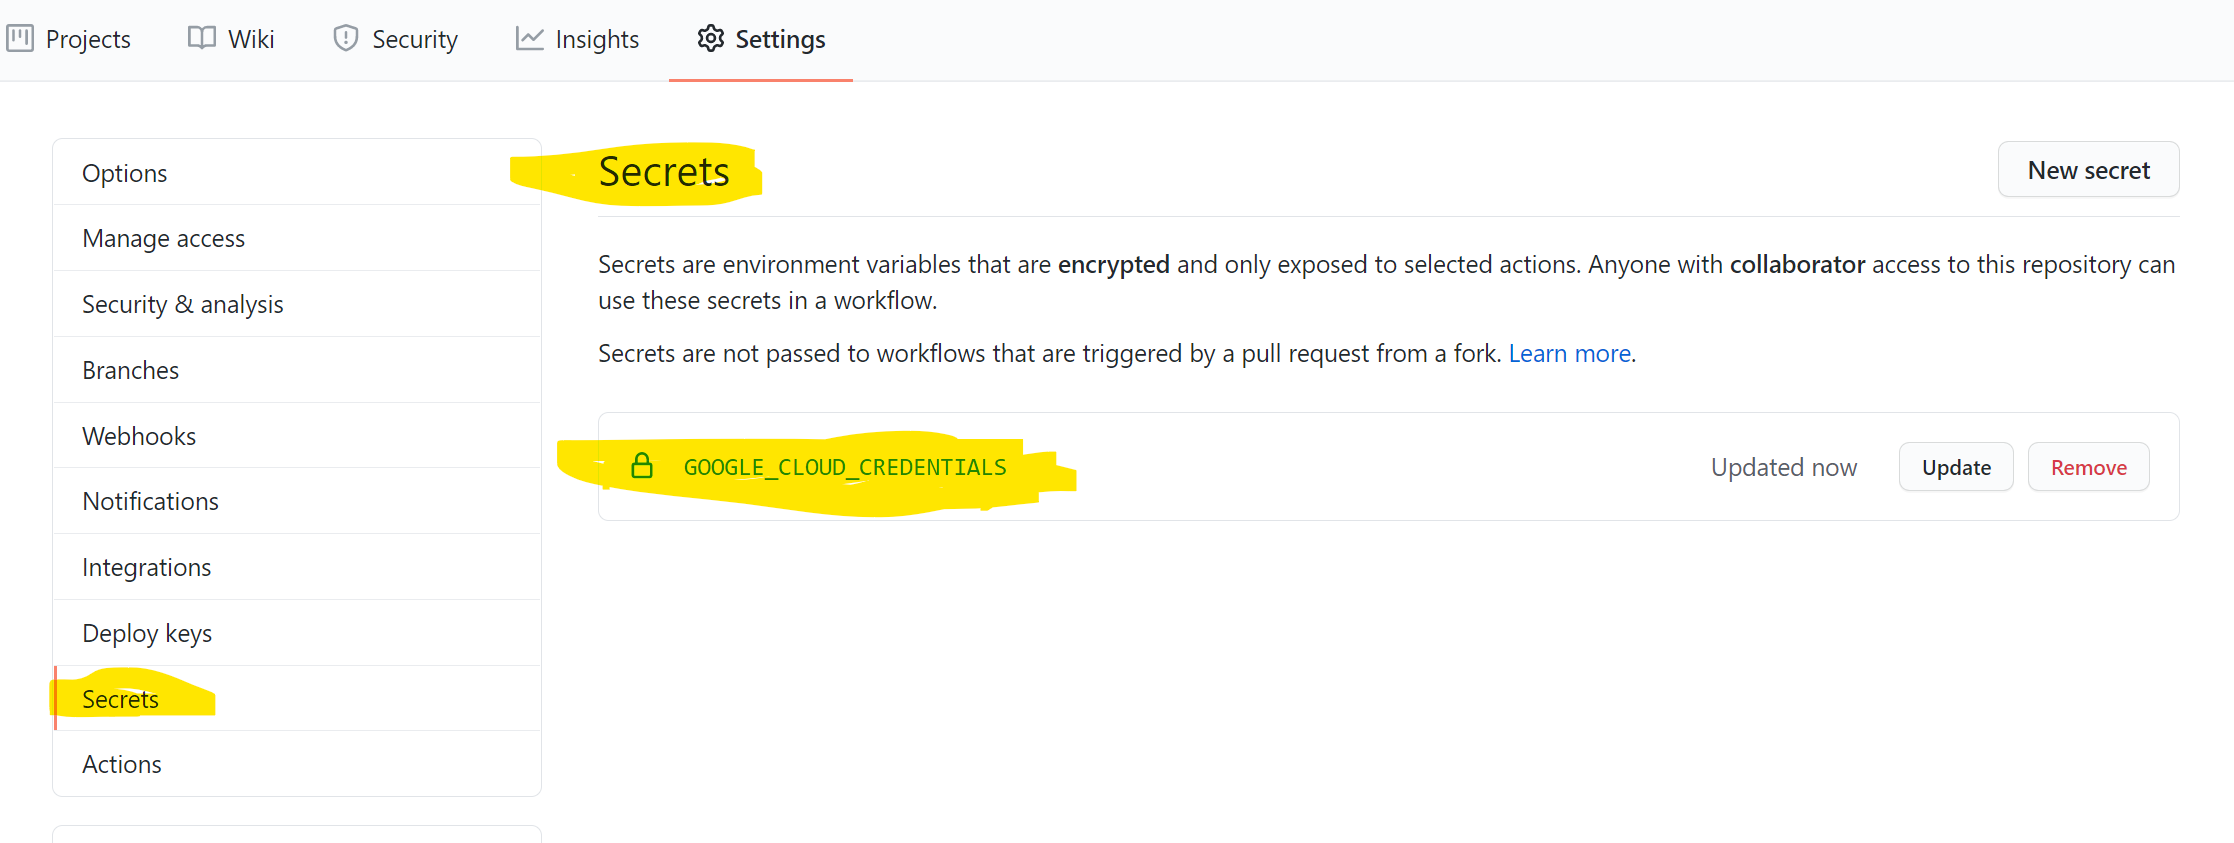 Projects
Wiki
Security
Insights
Settings
Options
Manage access
Security & analysis
Branches
Webhooks
Notifications
Integrations
Deploy keys
Secrets
Actions
Secrets
New secret
Secrets are environment variables that are encrypted and only exposed to selected actions. Anyone with collaborator access to this repository can
use these secrets in a workflow.
Secrets are not passed to workflows that are triggered by a pull request from a fork. Learn more.
GOOGLE_CLOUD_CREDENTIALS
Updated now
Update
Remove